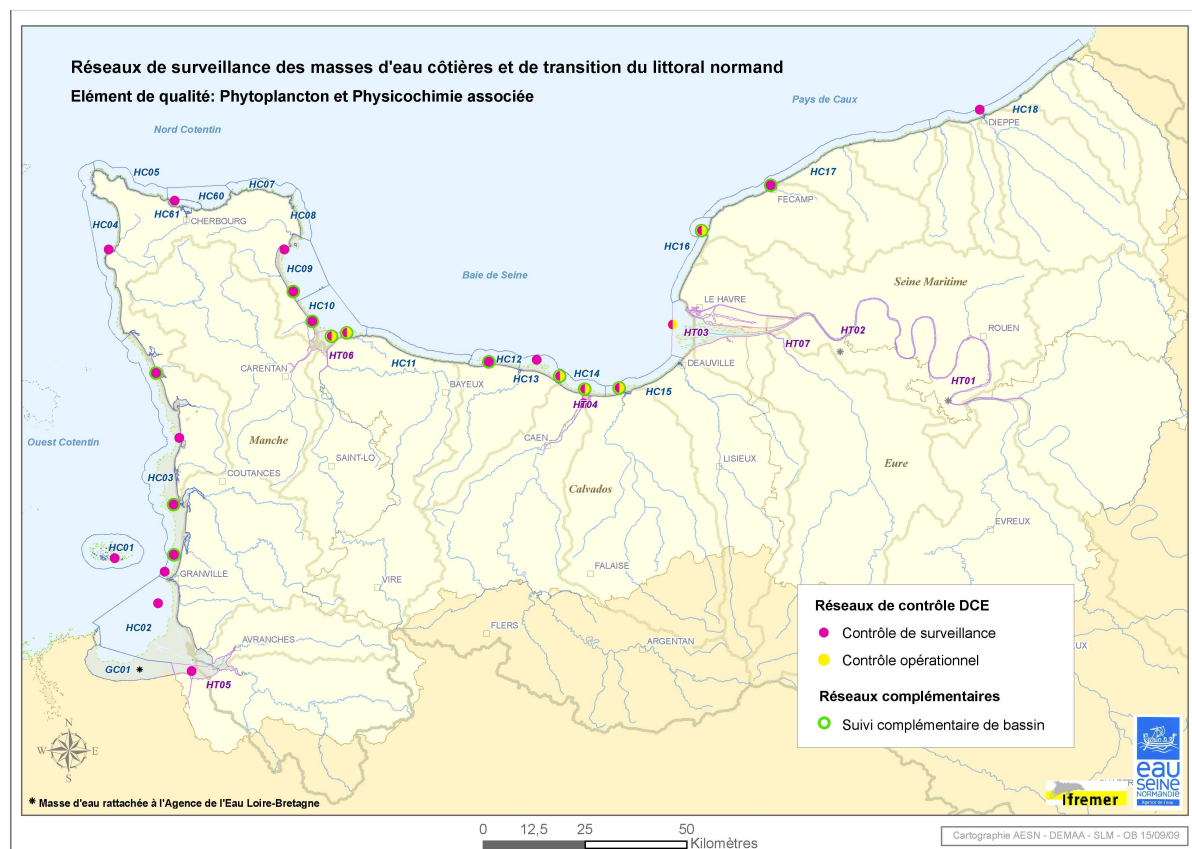 Réseaux de surveillance des masses d'eau côtières et de transition du littoral normand
Elément de qualité: Phytoplancton et Physicochimie associée
Pays de Caux
Nord Cotentin
HC18
DIEPPE
HC05
HC07
HC60
HC17
HC61
CHERBOURG
FECAMP
HC08
HC04
HC16
HC09
Baie de Seine
Seine Maritime
HC10
LE HAVRE
HT03
HT02
ROUEN
HT07
HT06
HC11
HC12
DEAUVILLE
CARENTAN
HC13
HC14
HT01
BAYEUX
HC15
HT04
Ouest Cotentin
Manche
CAEN
SAINT-LO
LISIEUX
Eure
COUTANCES
HC03
Calvados
EVREUX
HC01
GRANVILLE
FALAISE
VIRE
HC02
FLERS
AVRANCHES
ARGENTAN
GC01 *
HT05
Réseaux de contrôle DCE
Contrôle de surveillance
Contrôle opérationnel
Réseaux complémentaires
Suivi complémentaire de bassin
N
W E
S
* Masse d'eau rattachée à l'Agence de l'Eau Loire-Bretagne
Ifremer
eau
SEINE
NORMANDIE
Agence de l'eau
0 12,5 25 50
Kilomètres
Cartographie AESN - DEMAA - SLM - OB 15/09/09